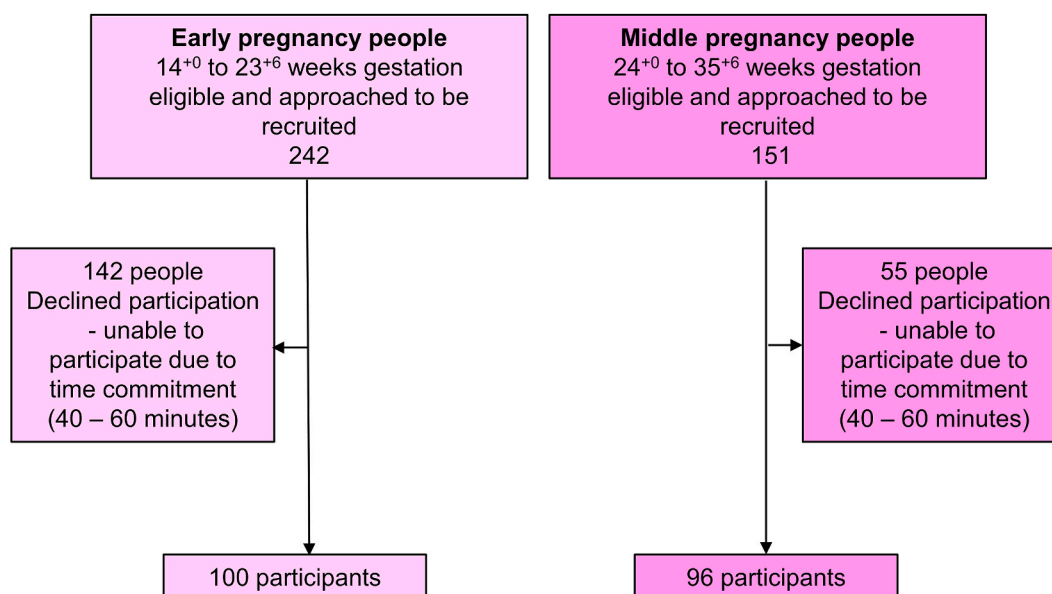 Early pregnancy people
14⁺⁰ to 23⁺⁶ weeks gestation
eligible and approached to be
recruited
242
Middle pregnancy people
24⁺⁰ to 35⁺⁶ weeks gestation
eligible and approached to be
recruited
151
142 people
Declined participation
- unable to
participate due to
time commitment
(40 – 60 minutes)
55 people
Declined participation
- unable to
participate due to
time commitment
(40 – 60 minutes)
100 participants
96 participants